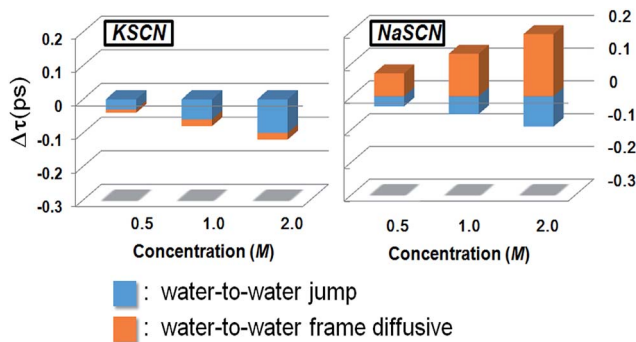 KSCN
NaSCN
Δτ(ps)
0.2
0.1
0
-0.1
-0.2
-0.3
0.2
0.1
0
-0.1
-0.2
-0.3
0.5 1.0 2.0
0.5 1.0 2.0
Concentration (M)
Concentration (M)
: water-to-water jump
: water-to-water frame diffusive